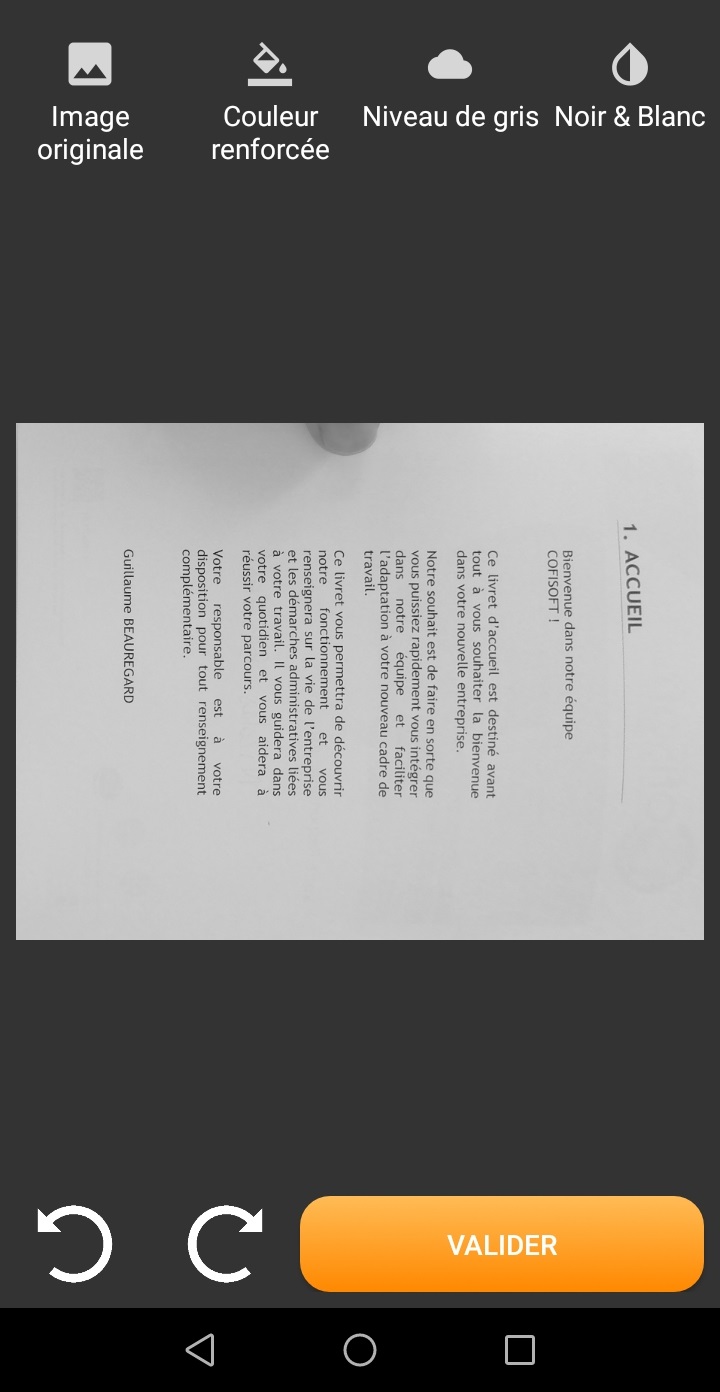 Image
originale
Couleur
renforcée
Niveau de gris
Noir & Blanc
1. ACCUEIL
Bienvenue dans notre équipe
COFISOFT !
Ce livret d'accueil est destiné avant
tout à vous souhaiter la bienvenue
dans votre nouvelle entreprise.
Notre souhait est de faire en sorte que
vous puissiez rapidement vous intégrer
dans notre équipe et faciliter
l'adaptation à votre nouveau cadre de
travail.
Ce livret vous permettra de découvrir
notre fonctionnement et vous
renseignera sur la vie de l'entreprise
et les démarches administratives liées
à votre travail. Il vous guidera dans
votre quotidien et vous aidera à
réussir votre parcours.
Votre responsable est à votre
disposition pour tout renseignement
complémentaire.
Guillaume BEAUREGARD
VALIDER